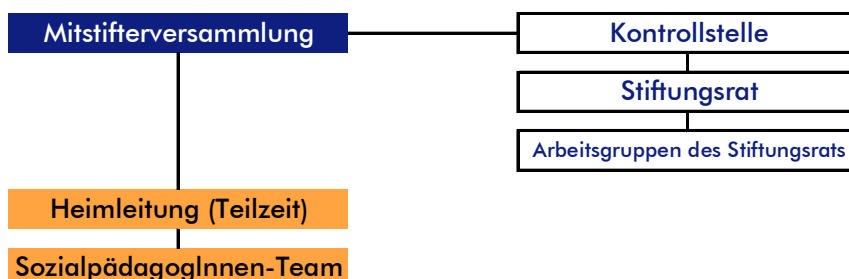 Mitstifterversammlung
Kontrollstelle
Stiftungsrat
Arbeitsgruppen des Stiftungsrats
Heimleitung (Teilzeit)
SozialpädagogInnen-Team